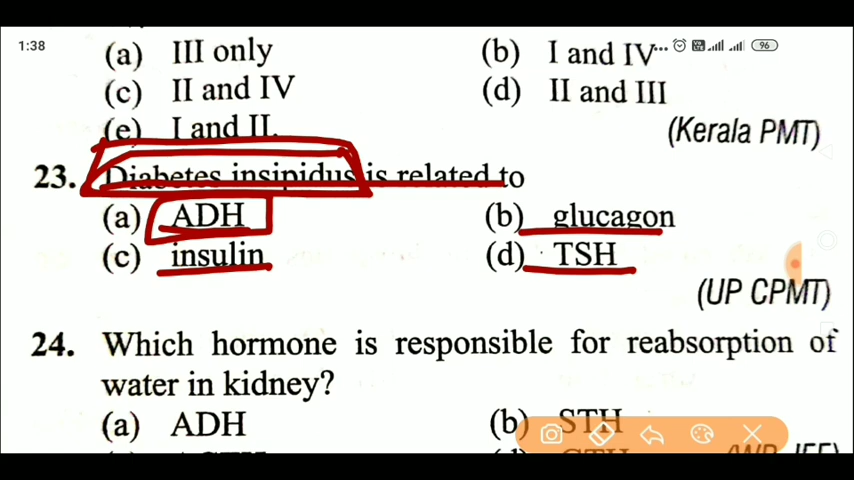 1:38
96
(a) III only (b) I and IV
(c) II and IV (d) II and III
(e) I and II.
(Kerala PMT)
23. Diabetes insipidus is related to
(a) ADH (b) glucagon
(c) insulin (d) TSH
(UP CPMT)
24. Which hormone is responsible for reabsorption of
water in kidney?
(a) ADH (b) STH